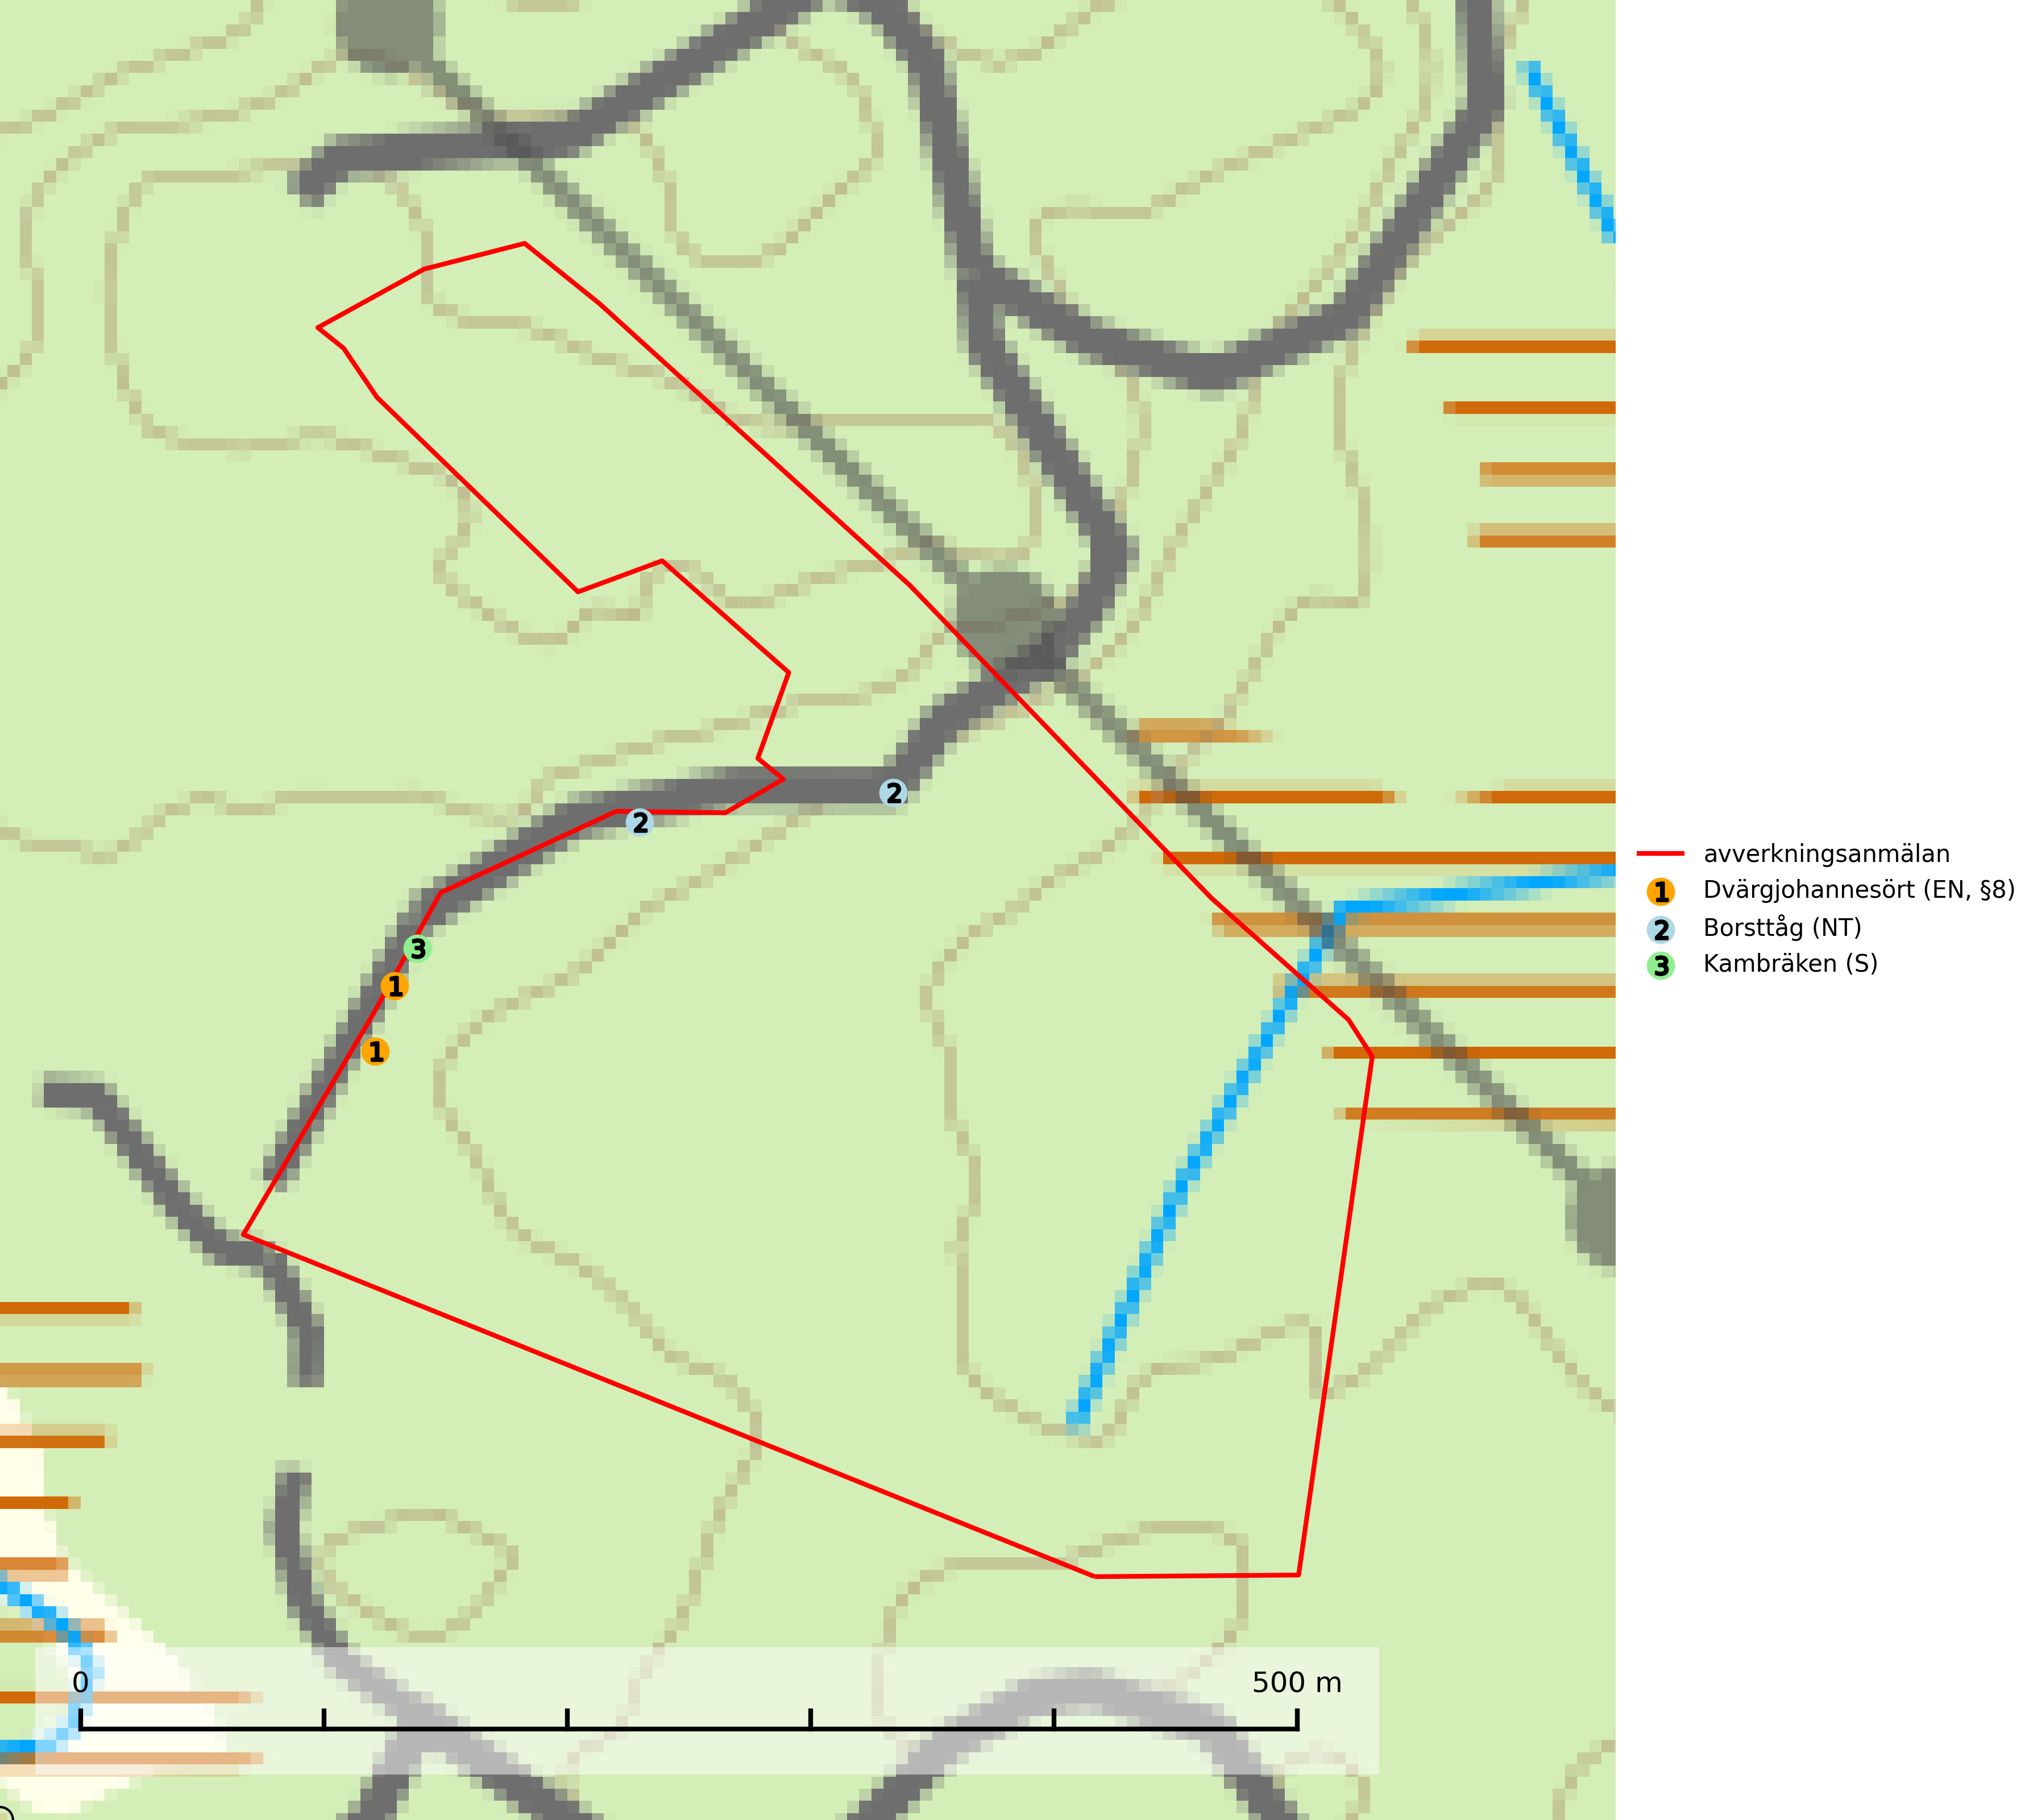 2
2
3
1
1
avverkningsanmälan
1 Dvärgjohannesört (EN, §8)
2 Borsttåg (NT)
3 Kambräken (S)
0 500 m